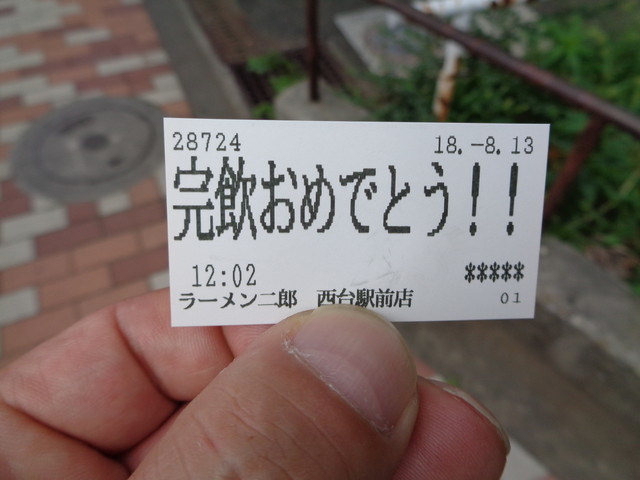 28724 18.-8.13
完飲おめでとう!!
12:02 *****
ラーメン二郎 西台駅前店 01